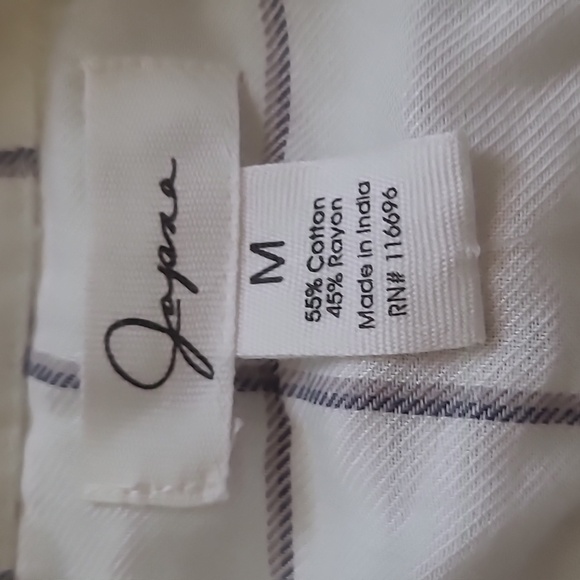 M
55% Cotton
45% Rayon
Made in India
RN# 116696